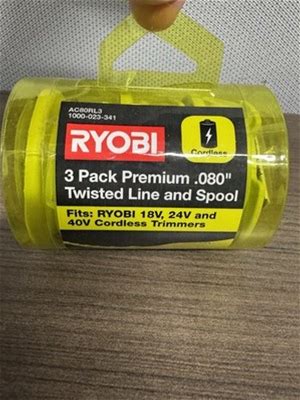 AC80RL3
1000-023-341
RYOBI
Cordless
3 Pack Premium .080"
Twisted Line and Spool
Fits: RYOBI 18V, 24V and
40V Cordless Trimmers